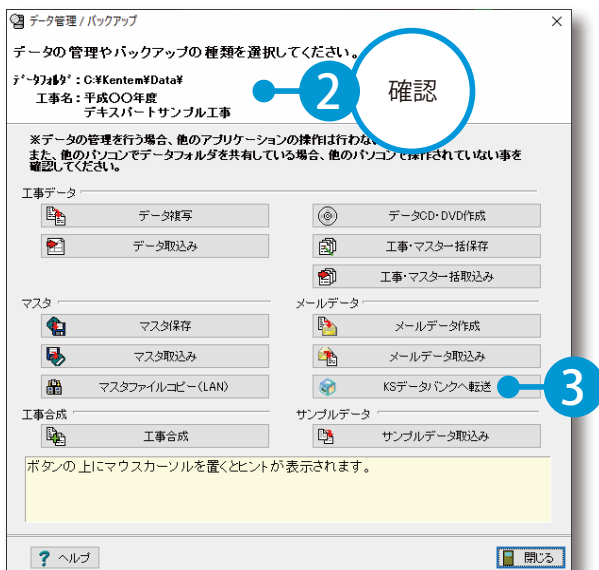 データ管理 / バックアップ
データの管理やバックアップの種類を選択してください。
ﾃﾞｰﾀﾌｫﾙﾀﾞ：C:¥Kentem¥Data¥
工事名：平成〇〇年度
デキスパートサンプル工事
2
確認
※データの管理を行う場合、他のアプリケーションの操作は行わな
また、他のパソコンでデータフォルダを共有している場合、他のパソコンで操作されていない事を
確認してください。
工事データ
データ複写
データCD・DVD作成
データ取込み
工事・マスタ一括保存
工事・マスタ一括取込み
マスタ
メールデータ
マスタ保存
メールデータ作成
マスタ取込み
メールデータ取込み
マスタファイルコピー(LAN)
KSデータバンクへ転送
3
工事合成
サンプルデータ
工事合成
サンプルデータ取込み
ボタンの上にマウスカーソルを置くとヒントが表示されます。
? ヘルプ
閉じる